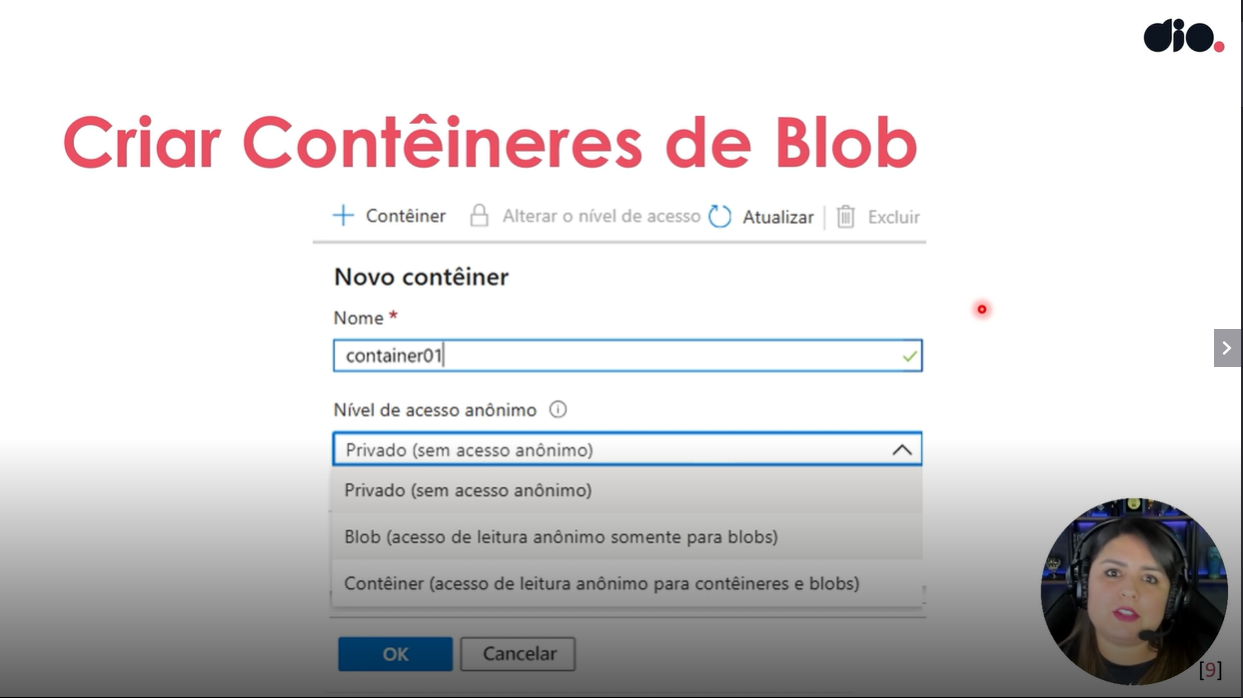 dio.
Criar Contêineres de Blob
Contêiner Alterar o nível de acesso Atualizar Excluir
Novo contêiner
Nome *
container01
Nível de acesso anônimo
Privado (sem acesso anônimo)
Privado (sem acesso anônimo)
Blob (acesso de leitura anônimo somente para blobs)
Contêiner (acesso de leitura anônimo para contêineres e blobs)
OK Cancelar
[9]